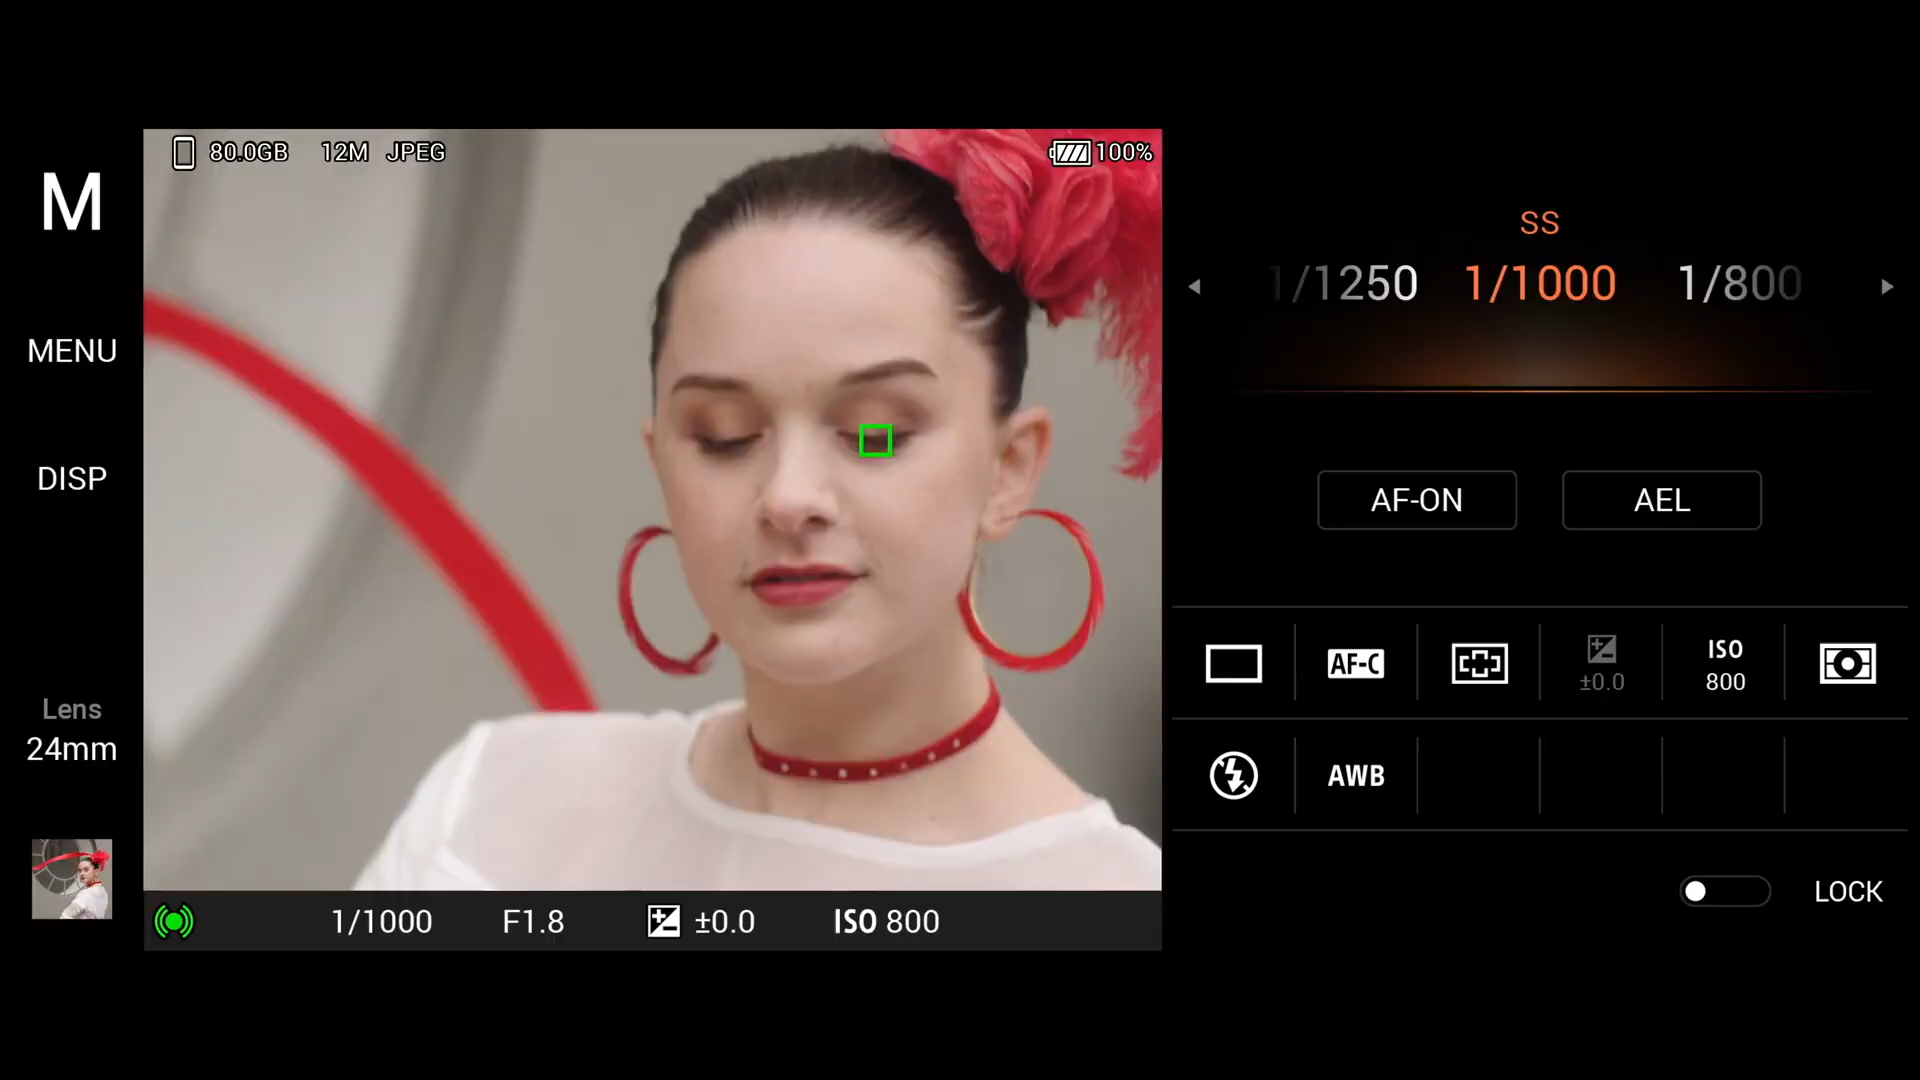 80.0GB 12M JPEG 100%
M
MENU
DISP
Lens
24mm
1/1000 F1.8 ±0.0 ISO 800
SS
1/1250 1/1000 1/800
AF-ON AEL
AF-C ±0.0 ISO 800
AWB
LOCK